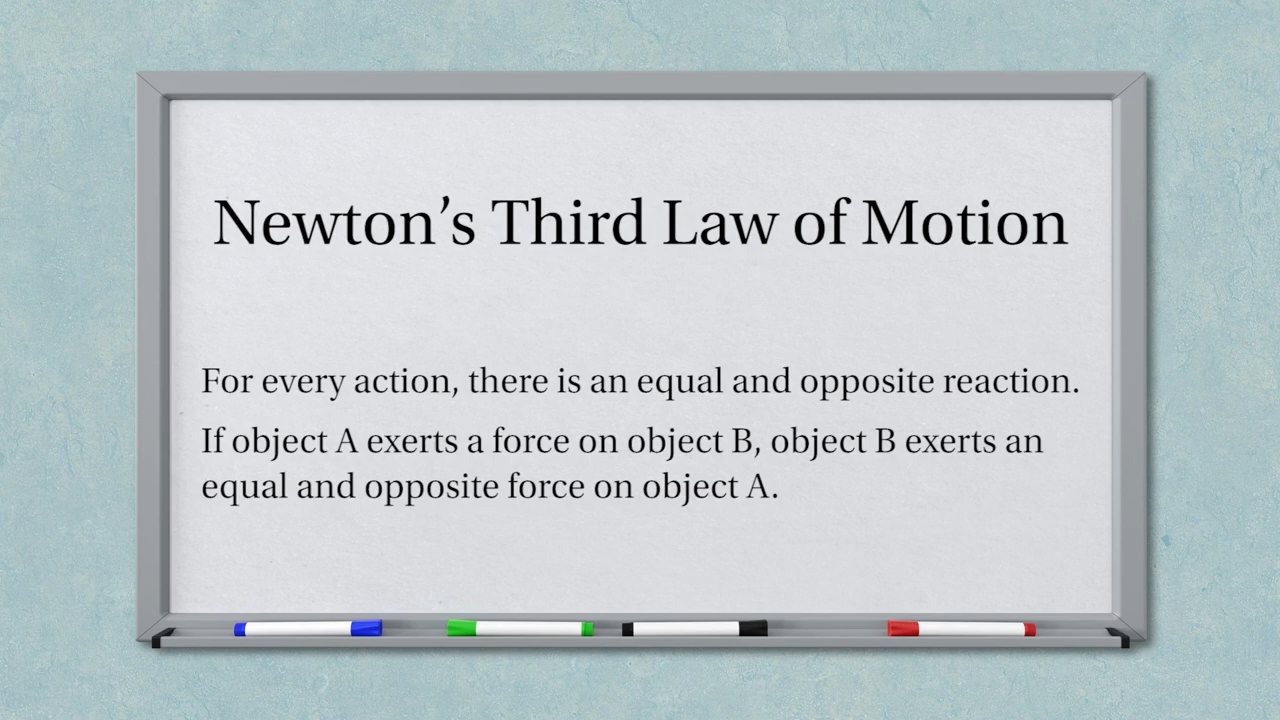 Newton’s Third Law of Motion
For every action, there is an equal and opposite reaction.
If object A exerts a force on object B, object B exerts an
equal and opposite force on object A.